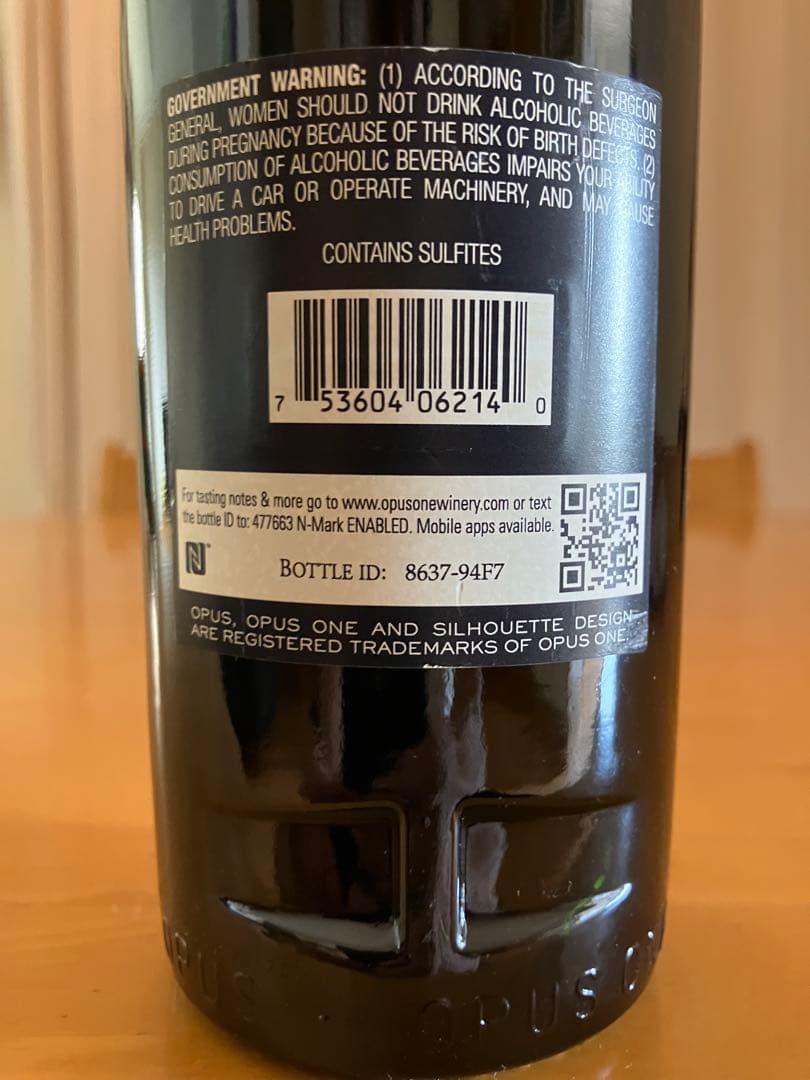 GOVERNMENT WARNING: (1) ACCORDING TO THE SURGEON
GENERAL, WOMEN SHOULD NOT DRINK ALCOHOLIC BEVERAGES
DURING PREGNANCY BECAUSE OF THE RISK OF BIRTH DEFECTS. (2)
CONSUMPTION OF ALCOHOLIC BEVERAGES IMPAIRS YOUR ABILITY
TO DRIVE A CAR OR OPERATE MACHINERY, AND MAY CAUSE
HEALTH PROBLEMS.
CONTAINS SULFITES
7 53604 06214 0
For tasting notes & more go to www.opusonewinery.com or text
the bottle ID to: 477663 N-Mark ENABLED. Mobile apps available.
N BOTTLE ID: 8637-94F7
OPUS, OPUS ONE AND SILHOUETTE DESIGN
ARE REGISTERED TRADEMARKS OF OPUS ONE.
OPUS · OPUS ON